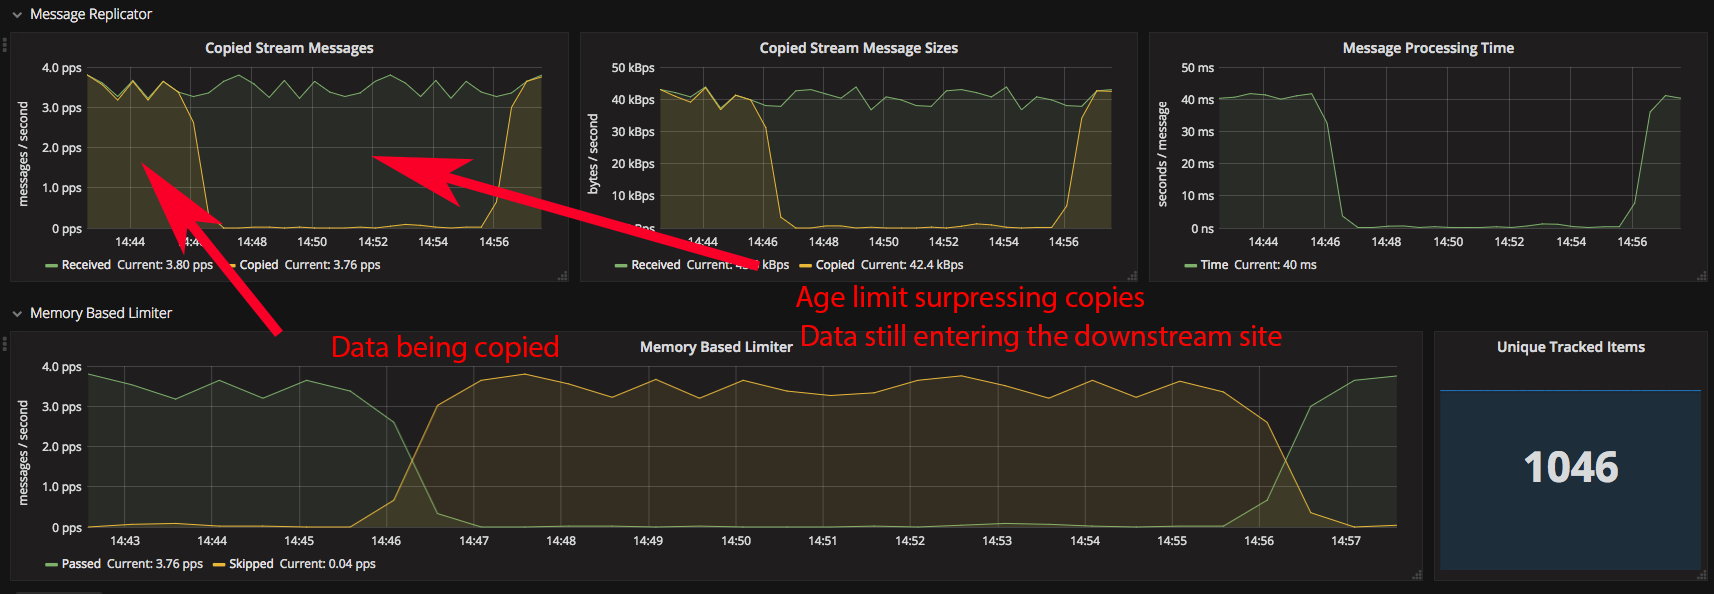 Message Replicator
Copied Stream Messages
messages / second
4.0 pps
3.0 pps
2.0 pps
1.0 pps
0 pps
14:44
14:48
14:50
14:52
14:54
14:56
Received Current: 3.80 pps Copied Current: 3.76 pps
Copied Stream Message Sizes
bytes / second
50 kBps
40 kBps
30 kBps
20 kBps
10 kBps
14:44
14:46
14:48
14:50
14:52
14:54
14:56
Received Current: kBps Copied Current: 42.4 kBps
Message Processing Time
seconds / message
50 ms
40 ms
30 ms
20 ms
10 ms
0 ns
14:44
14:46
14:48
14:50
14:52
14:54
14:56
Time Current: 40 ms
Age limit surpressing copies
Data still entering the downstream site
Data being copied
Memory Based Limiter
Memory Based Limiter
messages / second
4.0 pps
3.0 pps
2.0 pps
1.0 pps
0 pps
14:43
14:44
14:45
14:46
14:47
14:48
14:49
14:50
14:51
14:52
14:53
14:54
14:55
14:56
14:57
Passed Current: 3.76 pps Skipped Current: 0.04 pps
Unique Tracked Items
1046